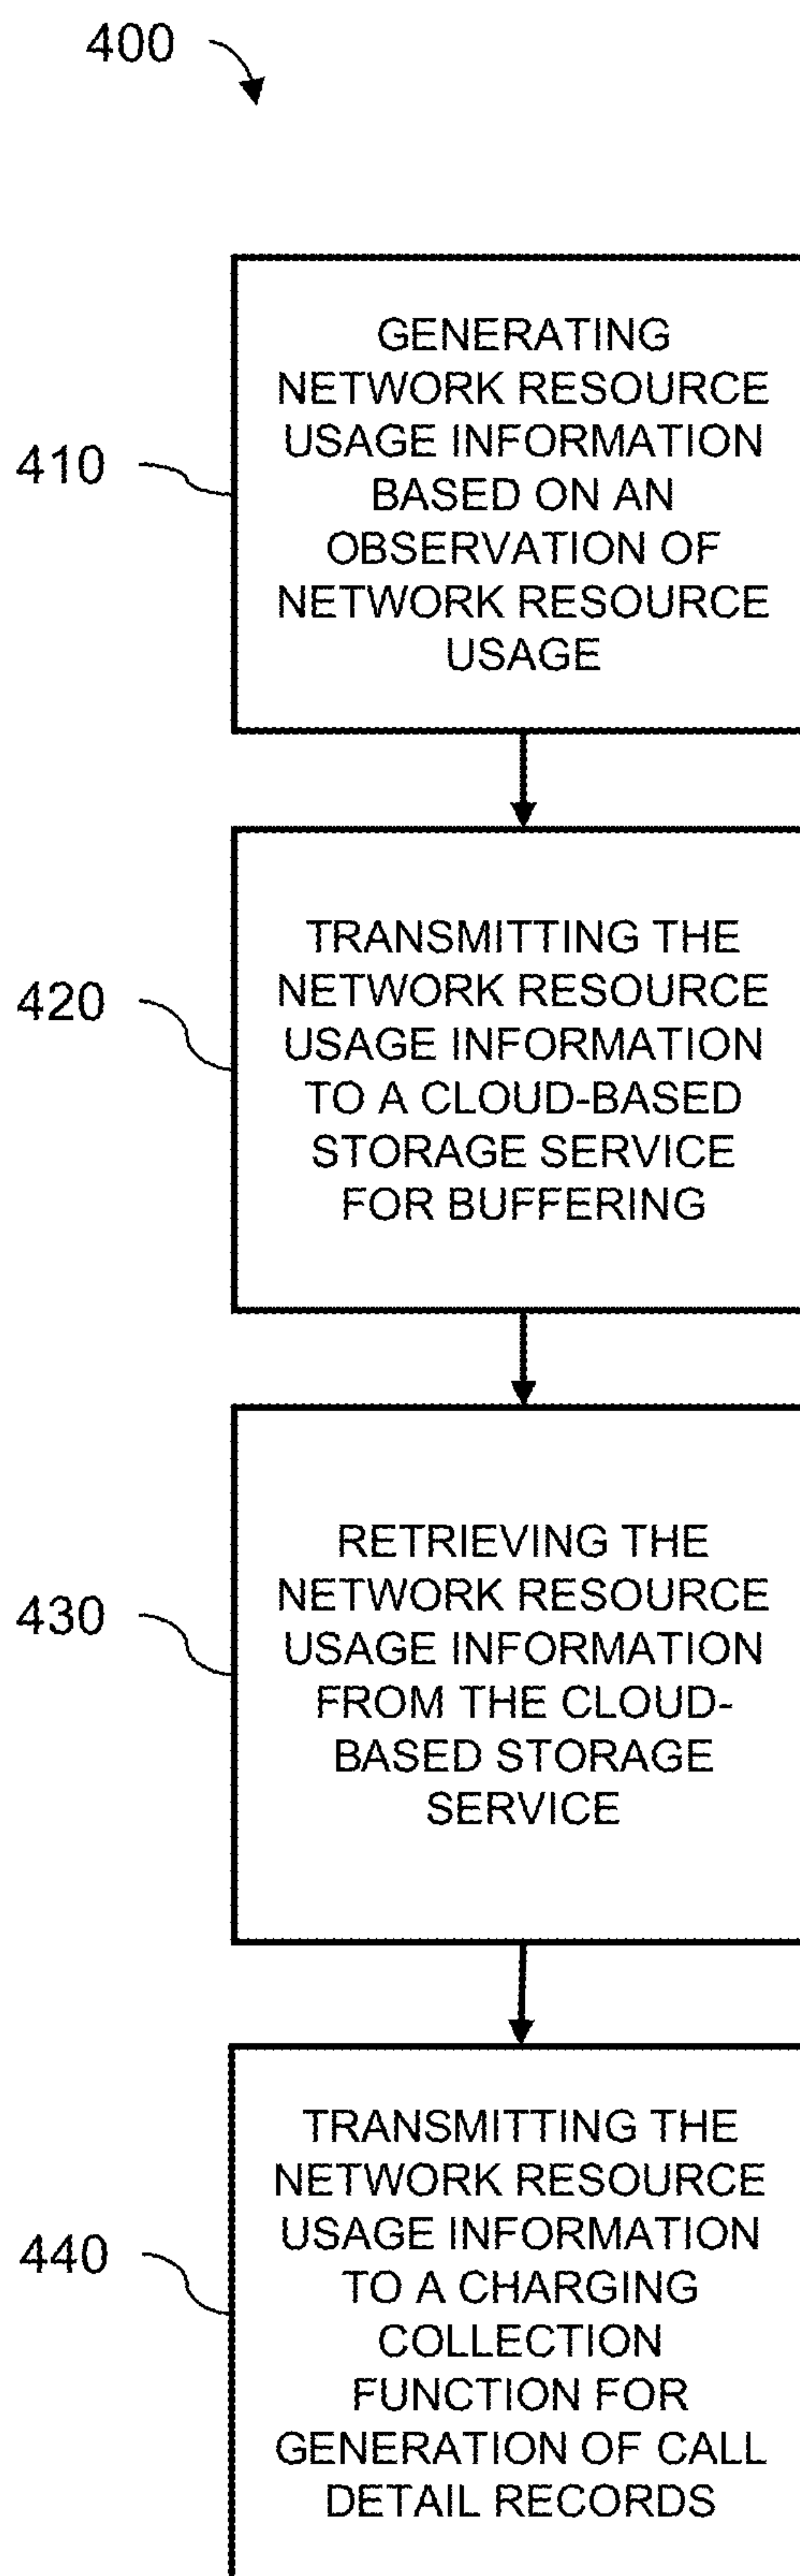 400
410
GENERATING
NETWORK RESOURCE
USAGE INFORMATION
BASED ON AN
OBSERVATION OF
NETWORK RESOURCE
USAGE
420
TRANSMITTING THE
NETWORK RESOURCE
USAGE INFORMATION
TO A CLOUD-BASED
STORAGE SERVICE
FOR BUFFERING
430
RETRIEVING THE
NETWORK RESOURCE
USAGE INFORMATION
FROM THE CLOUD-
BASED STORAGE
SERVICE
440
TRANSMITTING THE
NETWORK RESOURCE
USAGE INFORMATION
TO A CHARGING
COLLECTION
FUNCTION FOR
GENERATION OF CALL
DETAIL RECORDS